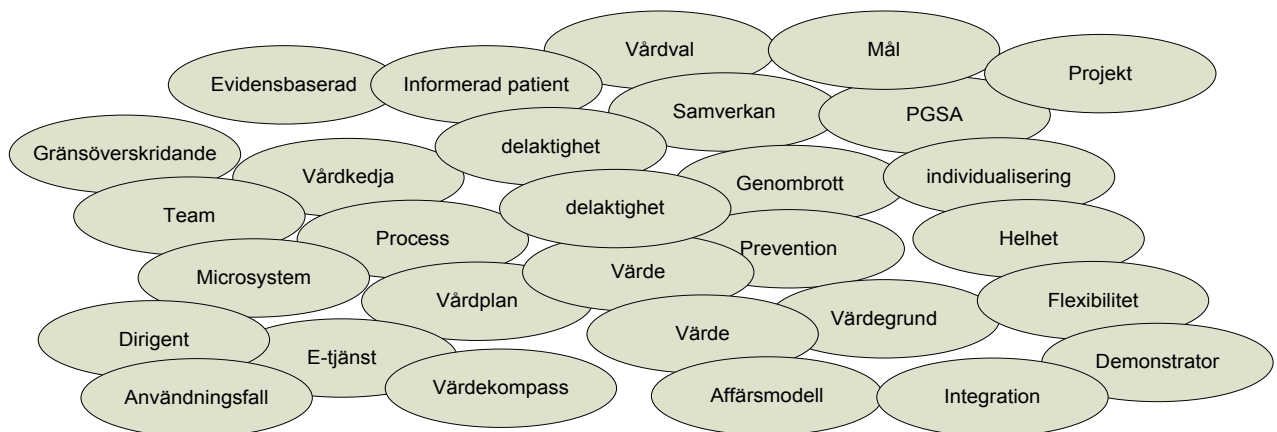 Vårdval
Mål
Projekt
Evidensbaserad
Informerad patient
Samverkan
PGSA
Gränsöverskridande
delaktighet
Vårdkedja
Genombrott
individualisering
Team
delaktighet
Process
Prevention
Helhet
Microsystem
Värde
Vårdplan
Flexibilitet
Dirigent
Värde
Värdegrund
E-tjänst
Demonstrator
Användningsfall
Värdekompass
Affärsmodell
Integration